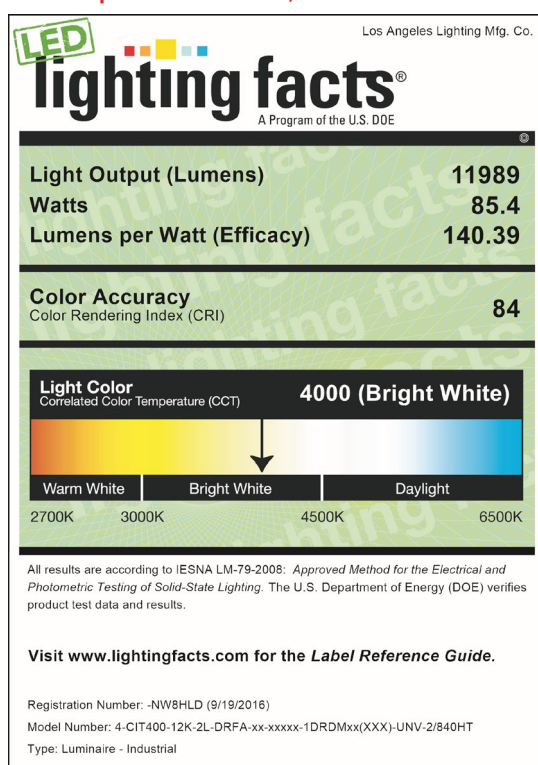 Los Angeles Lighting Mfg. Co.
LED
lighting facts®
A Program of the U.S. DOE
Light Output (Lumens) 11989
Watts 85.4
Lumens per Watt (Efficacy) 140.39
Color Accuracy
Color Rendering Index (CRI) 84
Light Color
Correlated Color Temperature (CCT) 4000 (Bright White)
Warm White Bright White Daylight
2700K 3000K 4500K 6500K
All results are according to IESNA LM-79-2008: Approved Method for the Electrical and
Photometric Testing of Solid-State Lighting. The U.S. Department of Energy (DOE) verifies
product test data and results.
Visit www.lightingfacts.com for the Label Reference Guide.
Registration Number: -NW8HLD (9/19/2016)
Model Number: 4-CIT400-12K-2L-DRFA-xx-xxxxx-1DRDMxx(XXX)-UNV-2/840HT
Type: Luminaire - Industrial